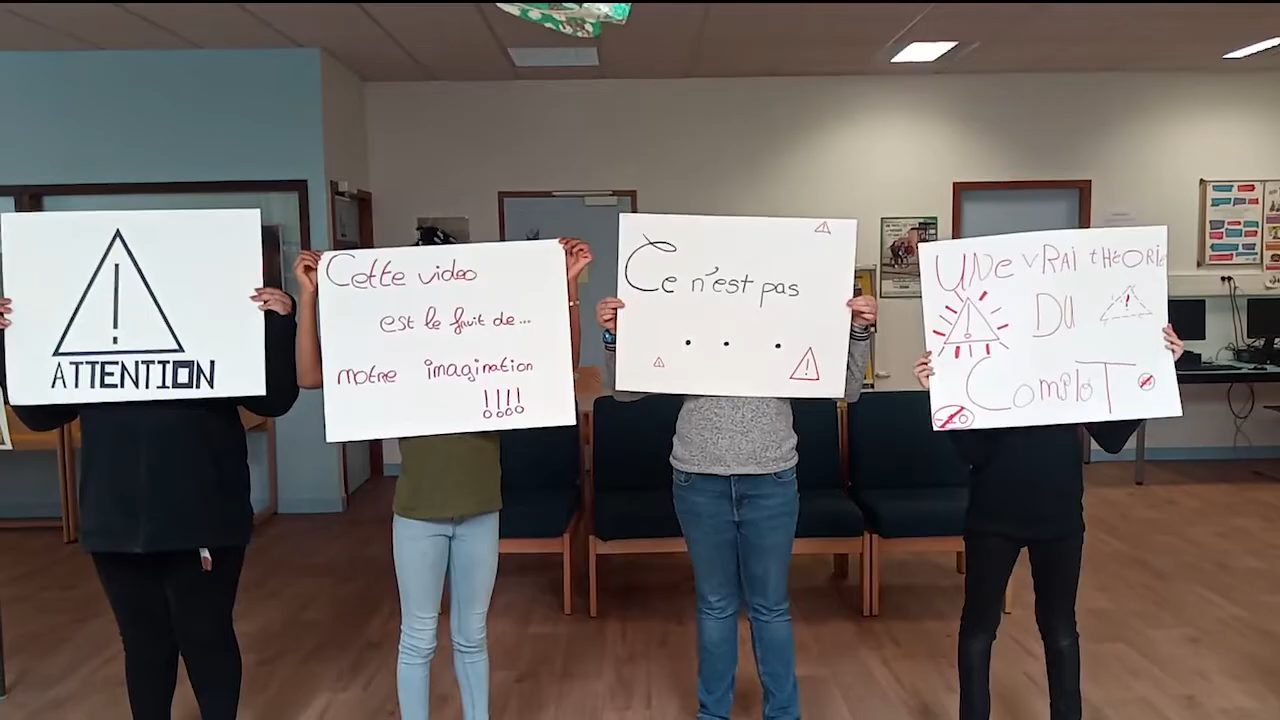 ATTENTION
Cette video
est le fruit de...
notre imagination
!!!!
Ce n'est pas
...
UNe vRAi tHéORie
DU
ComploT